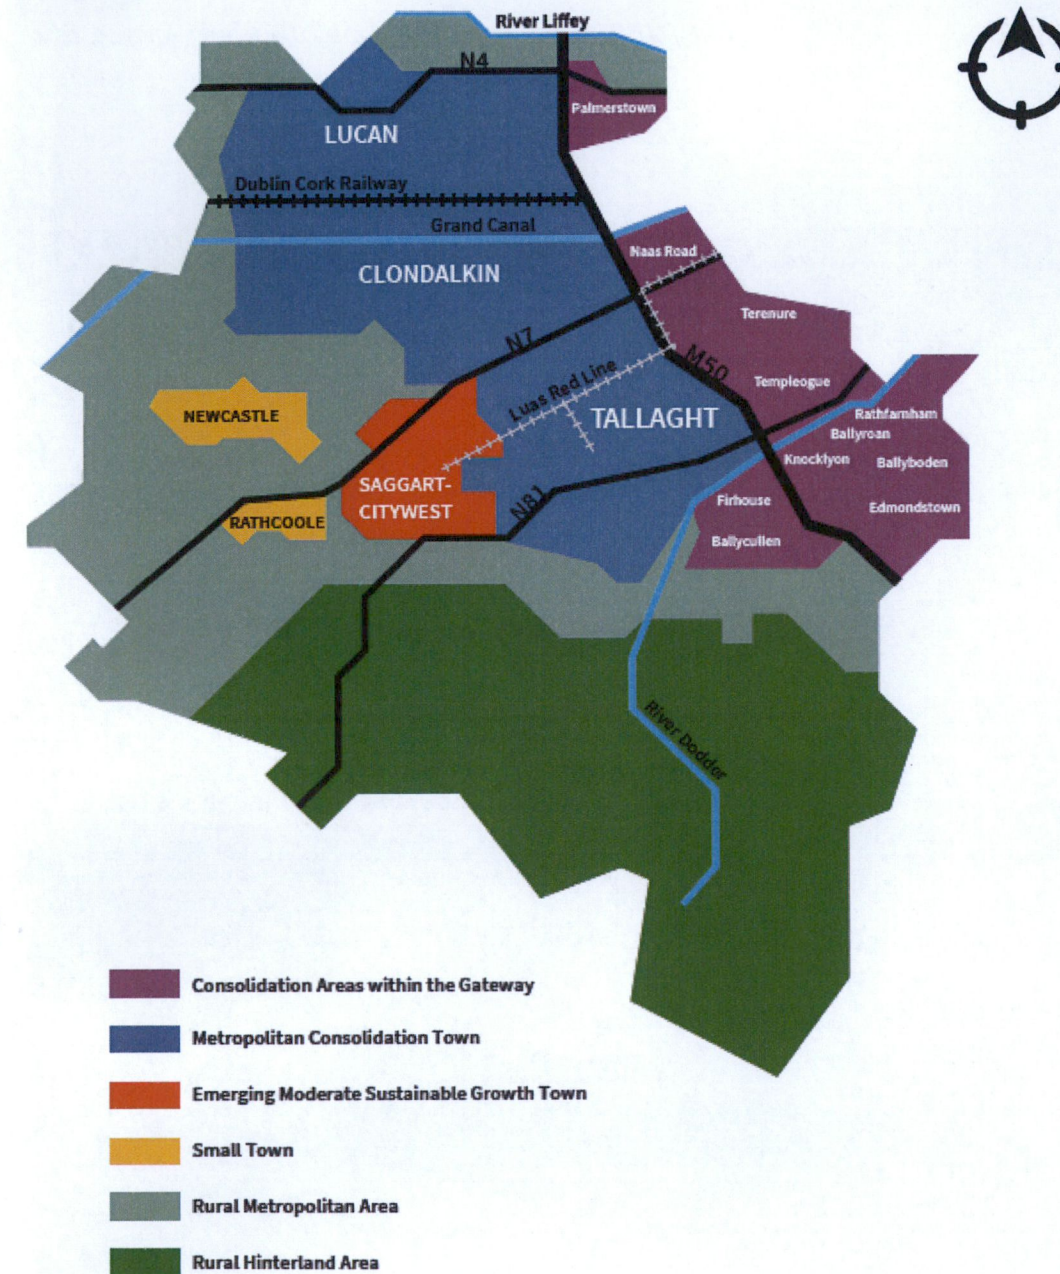 River Liffey
N4
Palmerstown
LUCAN
Dublin Cork Railway
Grand Canal
Naas Road
CLONDALKIN
Terenure
N7
M50
Luas Red Line
Templeogue
NEWCASTLE
TALLAGHT
Rathfarnham
Ballyroan
Knocklyon
Ballyboden
SAGGART-
CITYWEST
N81
Firhouse
Edmondstown
RATHCOOLE
Ballycullen
River Dodder
Consolidation Areas within the Gateway
Metropolitan Consolidation Town
Emerging Moderate Sustainable Growth Town
Small Town
Rural Metropolitan Area
Rural Hinterland Area